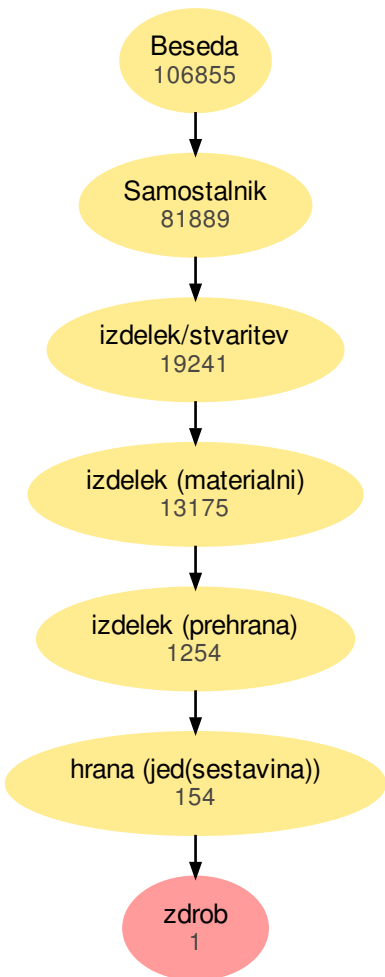 Beseda
106855
Samostalnik
81889
izdelek/stvaritev
19241
izdelek (materialni)
13175
izdelek (prehrana)
1254
hrana (jed(sestavina))
154
zdrob
1